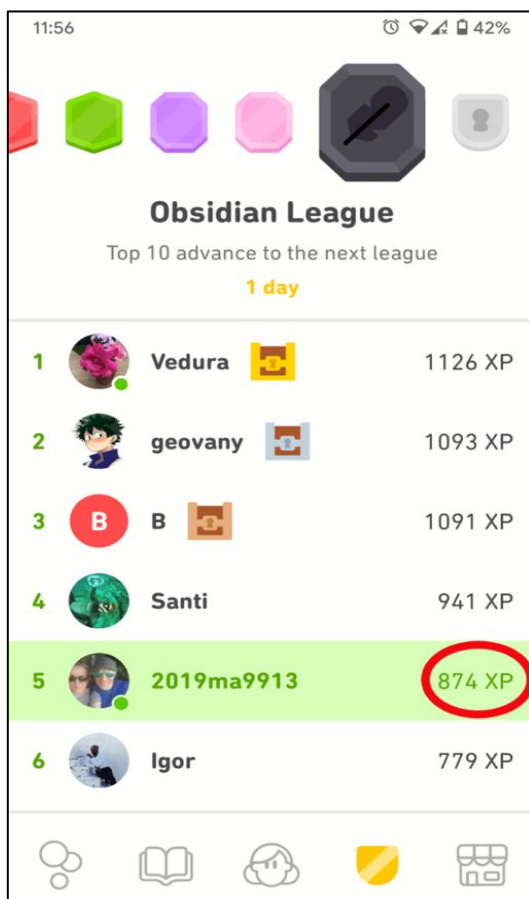 11:56 42%
Obsidian League
Top 10 advance to the next league
1 day
1 Vedura 1126 XP
2 geovany 1093 XP
3 B B 1091 XP
4 Santi 941 XP
5 2019ma9913 874 XP
6 Igor 779 XP